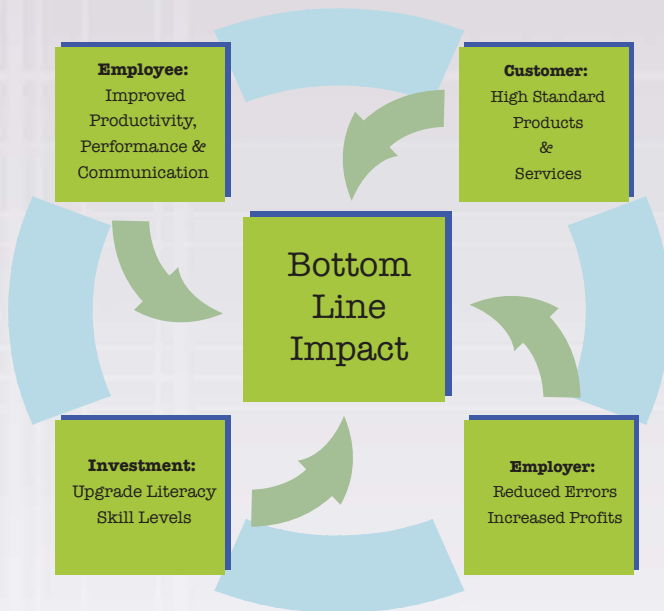 Employee:
Improved
Productivity,
Performance &
Communication
Customer:
High Standard
Products
&
Services
Bottom
Line
Impact
Investment:
Upgrade Literacy
Skill Levels
Employer:
Reduced Errors
Increased Profits